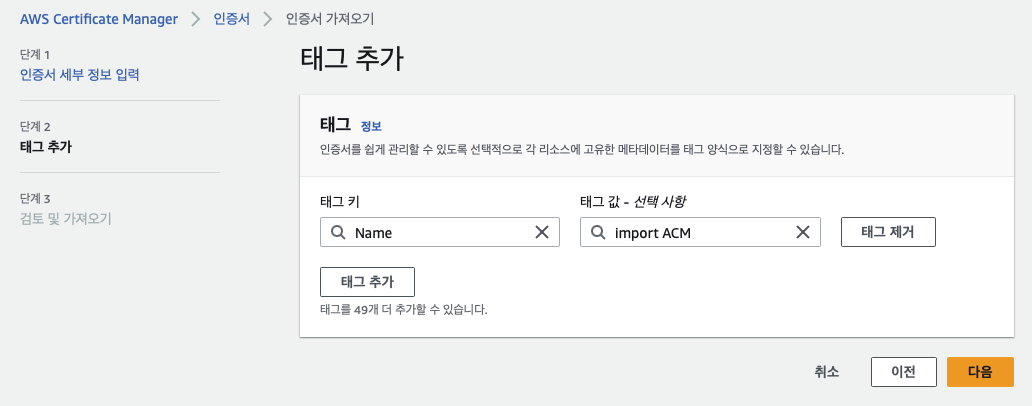 AWS Certificate Manager > 인증서 > 인증서 가져오기
단계 1
인증서 세부 정보 입력
단계 2
태그 추가
단계 3
검토 및 가져오기
태그 추가
태그 정보
인증서를 쉽게 관리할 수 있도록 선택적으로 각 리소스에 고유한 메타데이터를 태그 양식으로 지정할 수 있습니다.
태그 키
Name
태그 값 - 선택 사항
import ACM
태그 제거
태그 추가
태그를 49개 더 추가할 수 있습니다.
취소
이전
다음